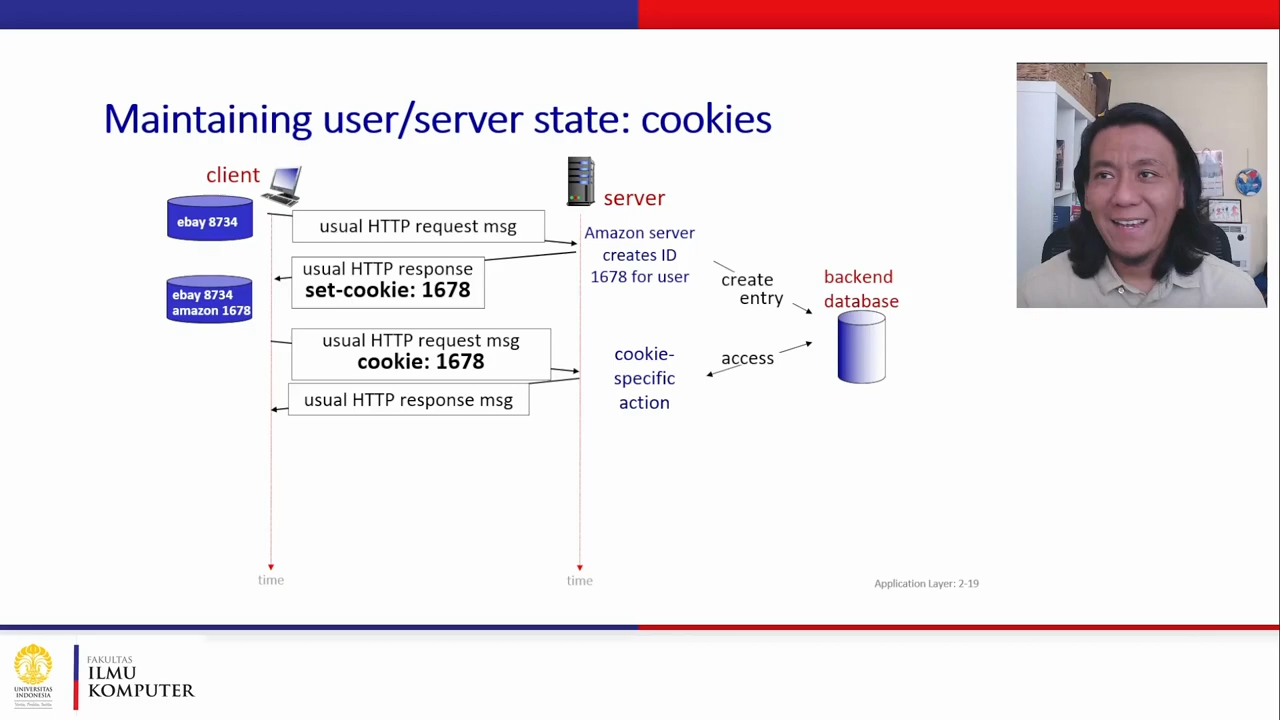 Maintaining user/server state: cookies
client
server
ebay 8734
usual HTTP request msg
Amazon server
creates ID
1678 for user
usual HTTP response
set-cookie: 1678
create
entry
backend
database
ebay 8734
amazon 1678
usual HTTP request msg
cookie: 1678
cookie-
specific
action
access
usual HTTP response msg
time
time
Application Layer: 2-19
UNIVERSITAS
INDONESIA
FAKULTAS
ILMU
KOMPUTER